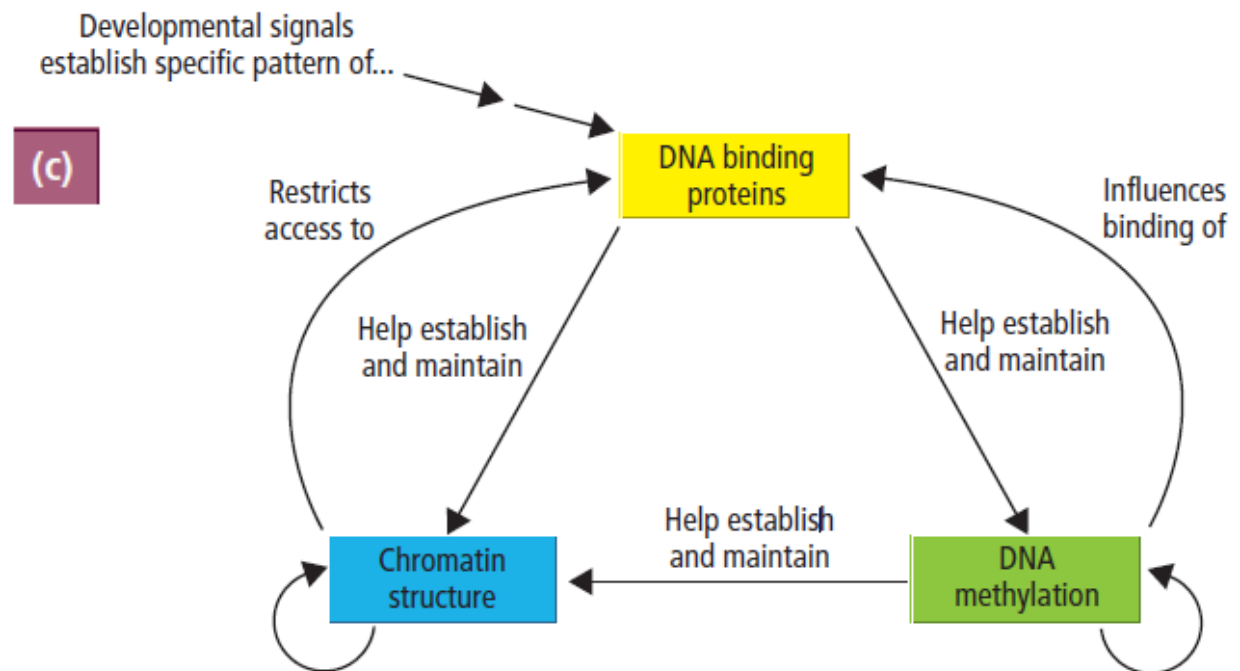 Developmental signals
establish specific pattern of...
(c)
DNA binding
proteins
Restricts
access to
Influences
binding of
Help establish
and maintain
Help establish
and maintain
Help establish
and maintain
Chromatin
structure
DNA
methylation